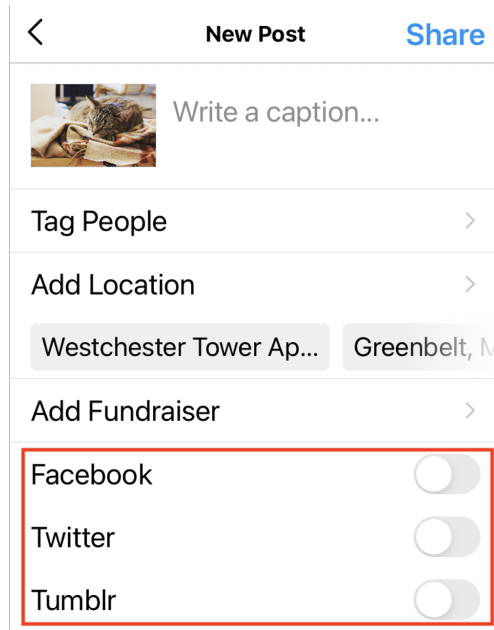 New Post Share
Write a caption...
Tag People
Add Location
Westchester Tower Ap... Greenbelt,
Add Fundraiser
Facebook
Twitter
Tumblr